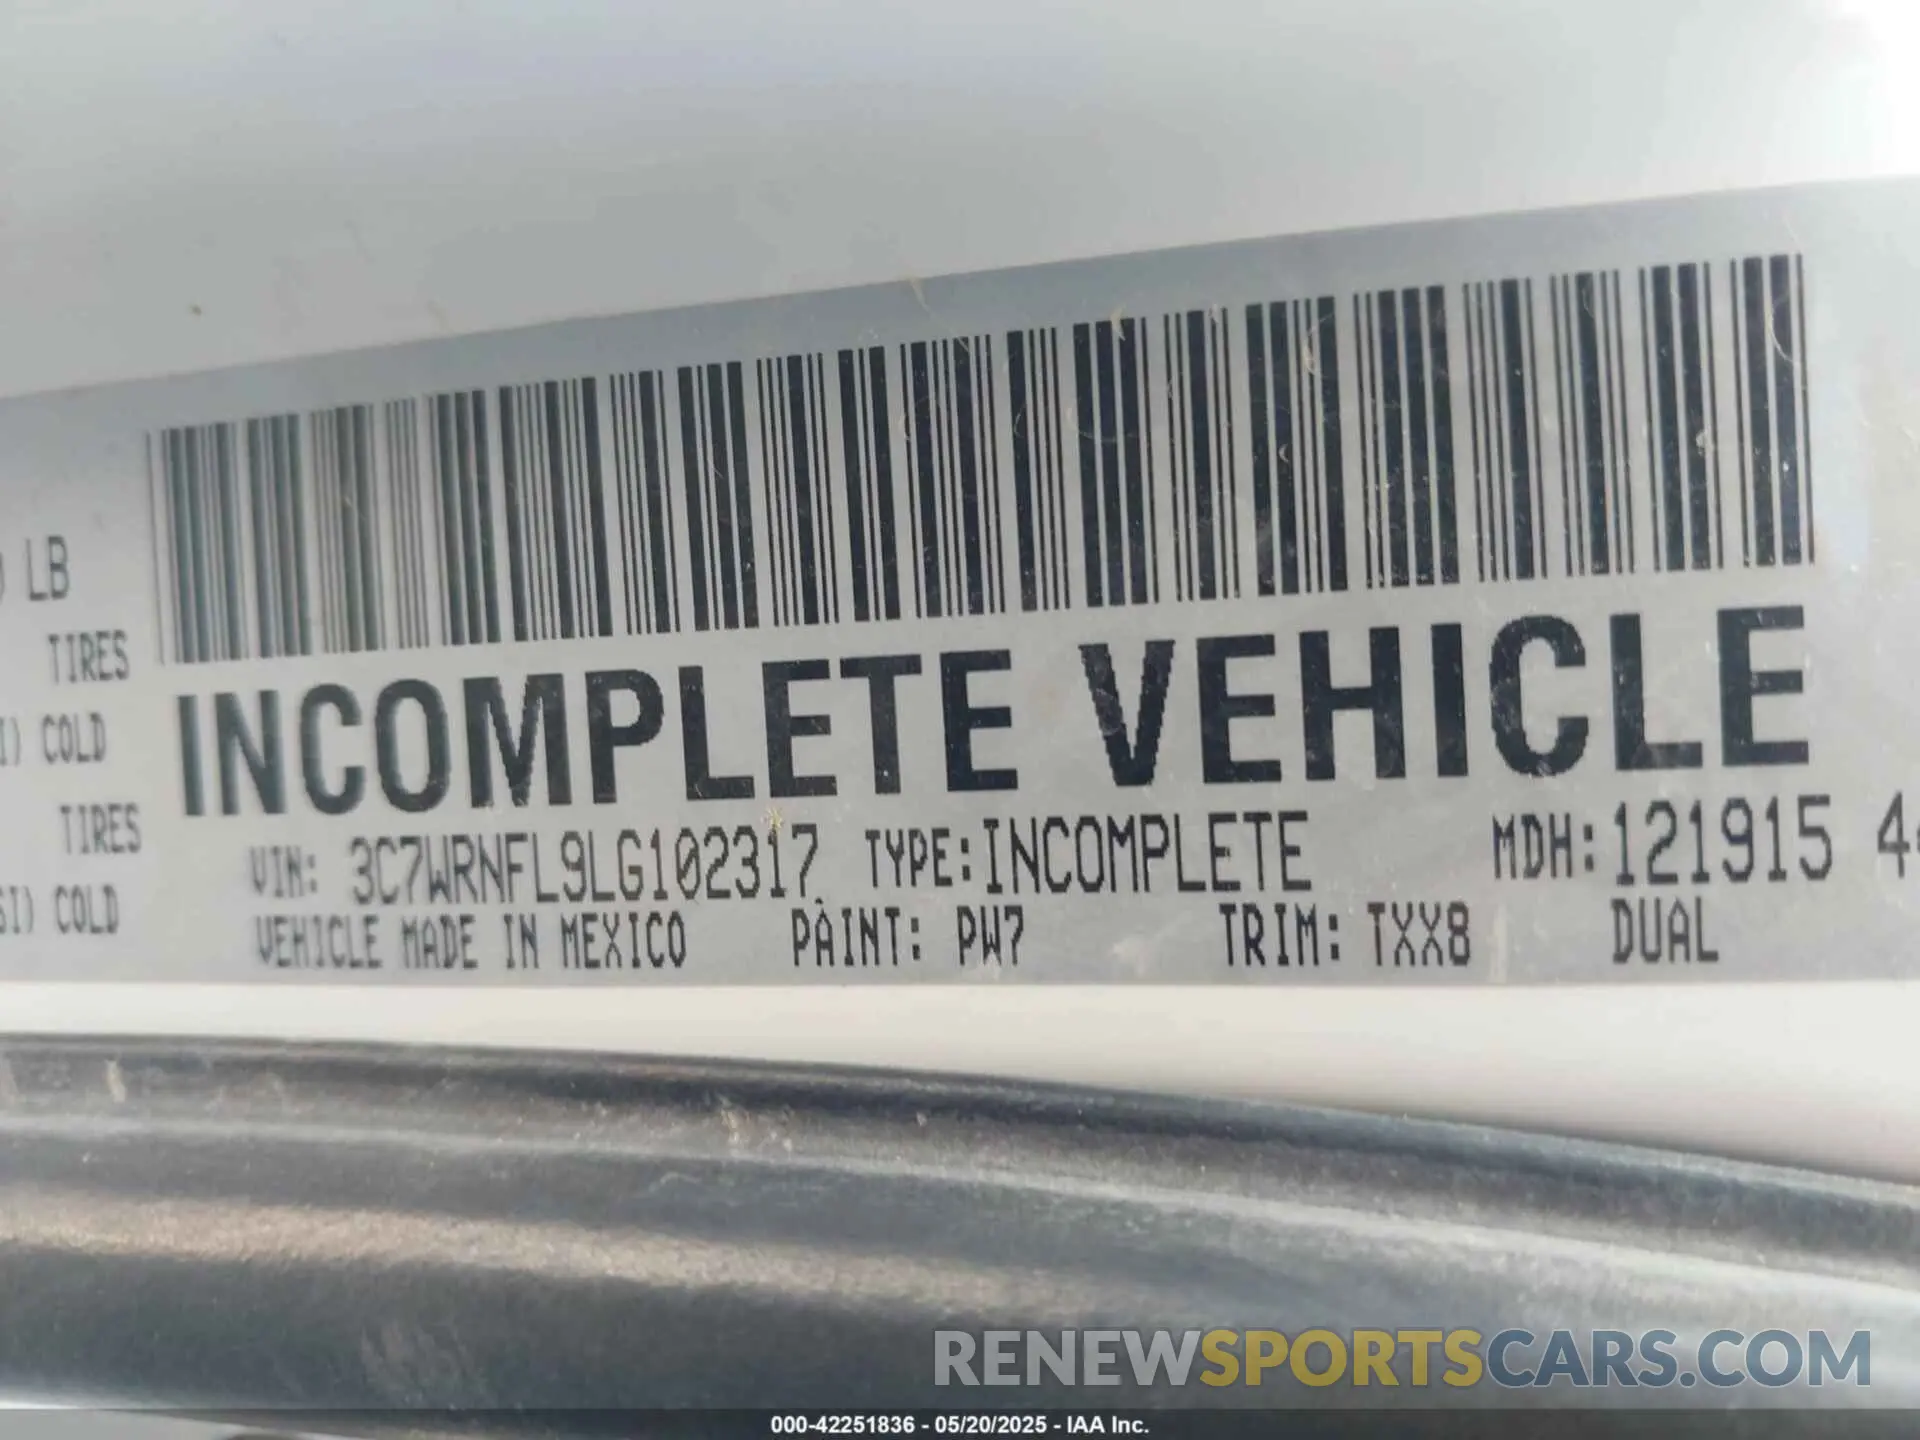 LB
TIRES
COLD
TIRES
COLD
INCOMPLETE VEHICLE
VIN: 3C7WRNFL9LG102317 TYPE:INCOMPLETE MDH:121915
VEHICLE MADE IN MEXICO PAINT: PW7 TRIM: TXX8 DUAL
RENEWSPORTSCARS.COM
000-42251836 - 05/20/2025 - IAA Inc.